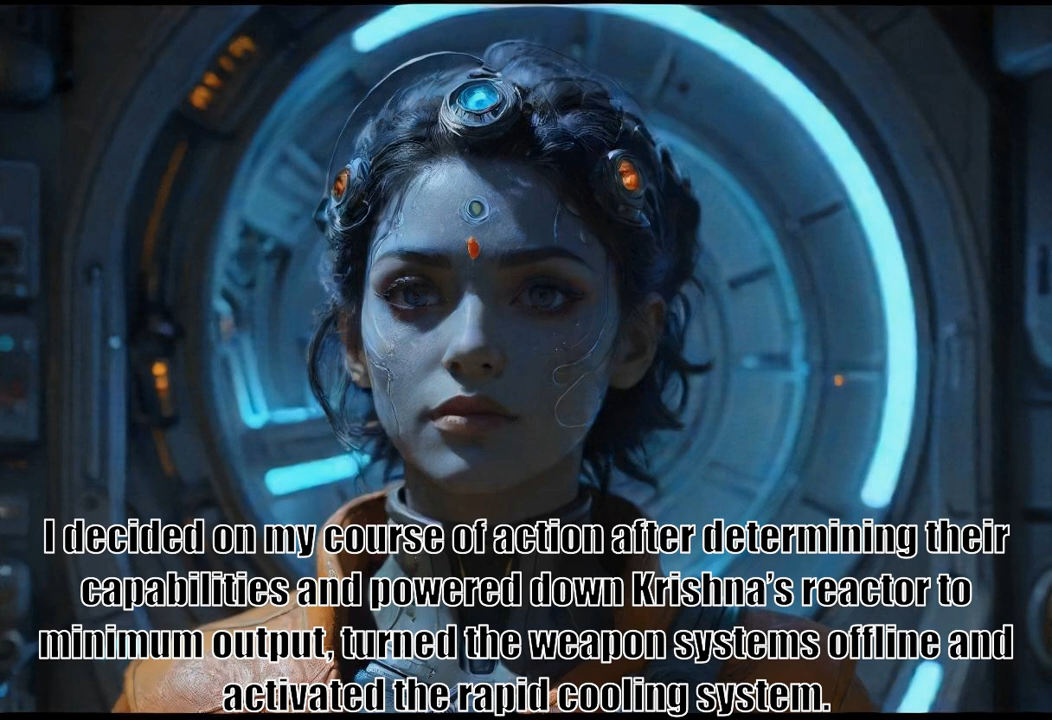 I decided on my course of action after determining their
capabilities and powered down Krishna’s reactor to
minimum output, turned the weapon systems offline and
activated the rapid cooling system.